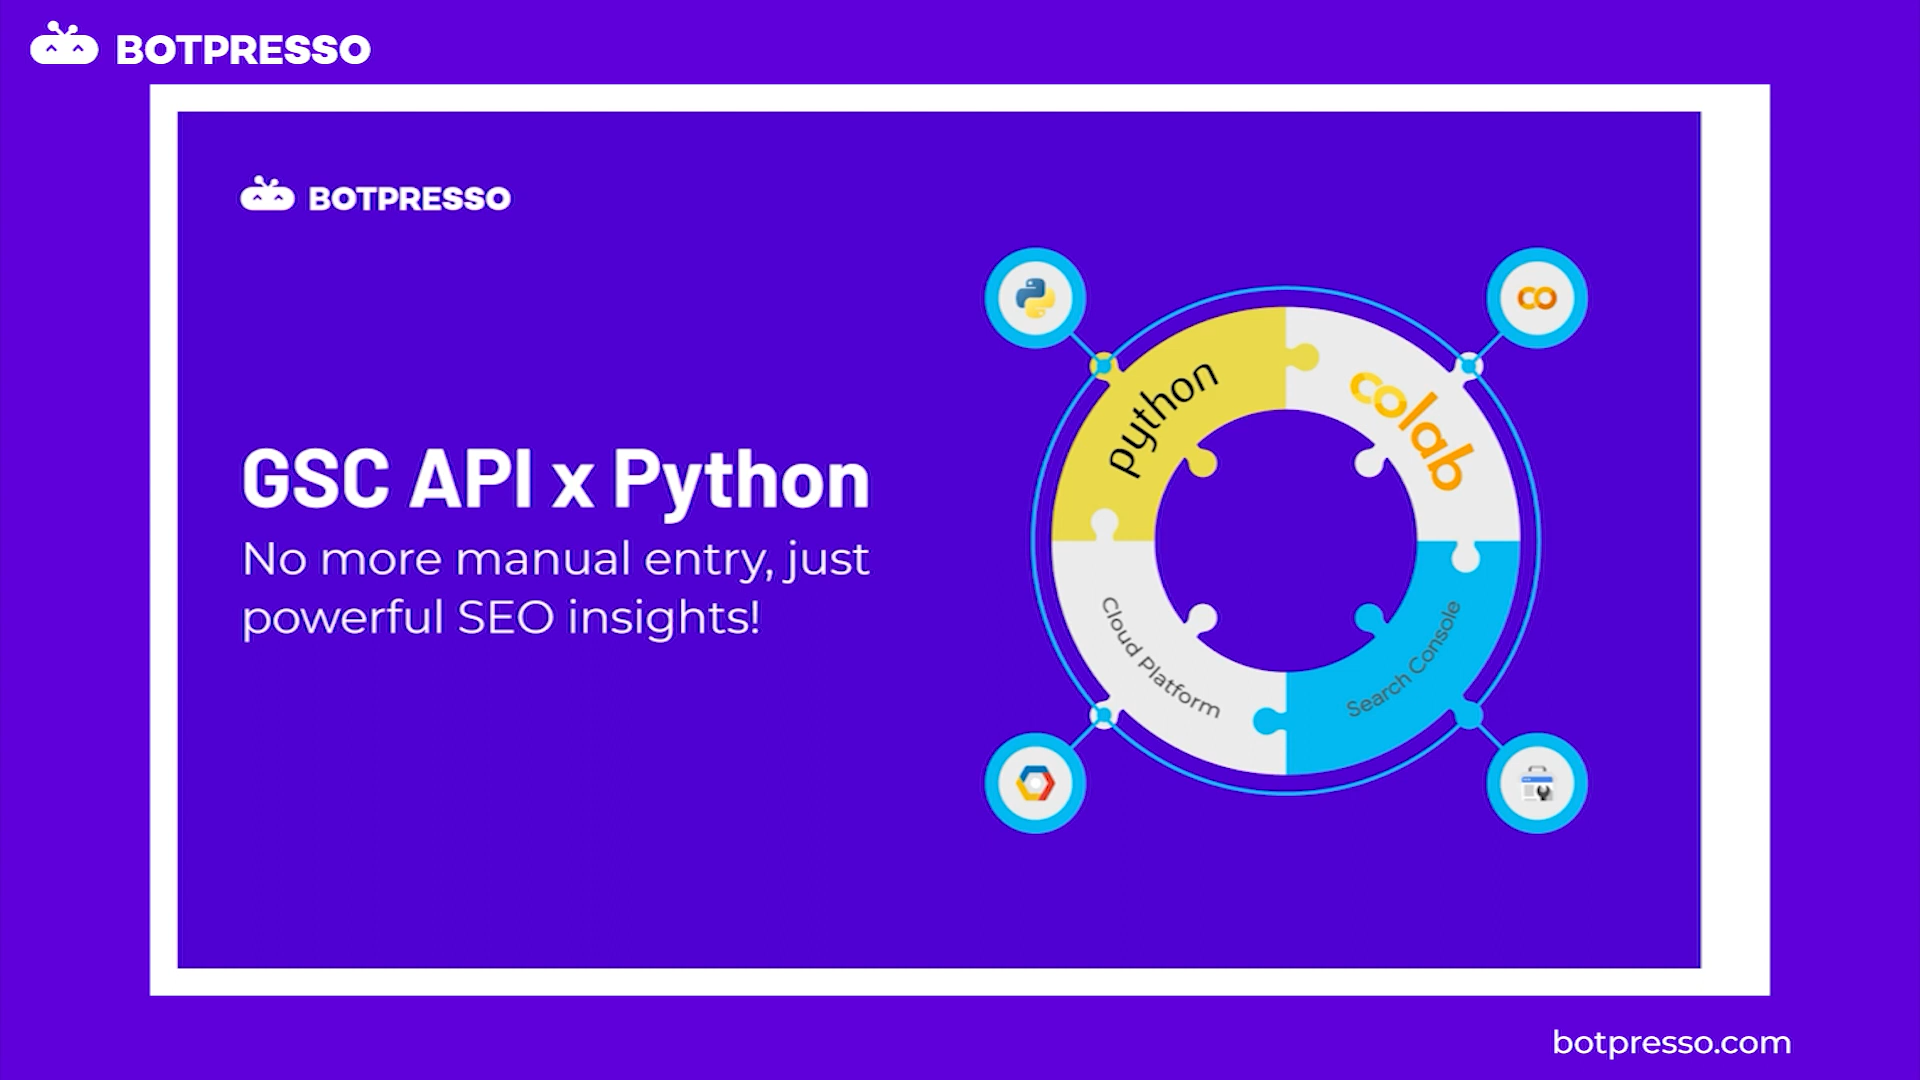 BOTPRESSO
BOTPRESSO
GSC API x Python
No more manual entry, just
powerful SEO insights!
python
colab
Cloud Platform
Search Console
botpresso.com